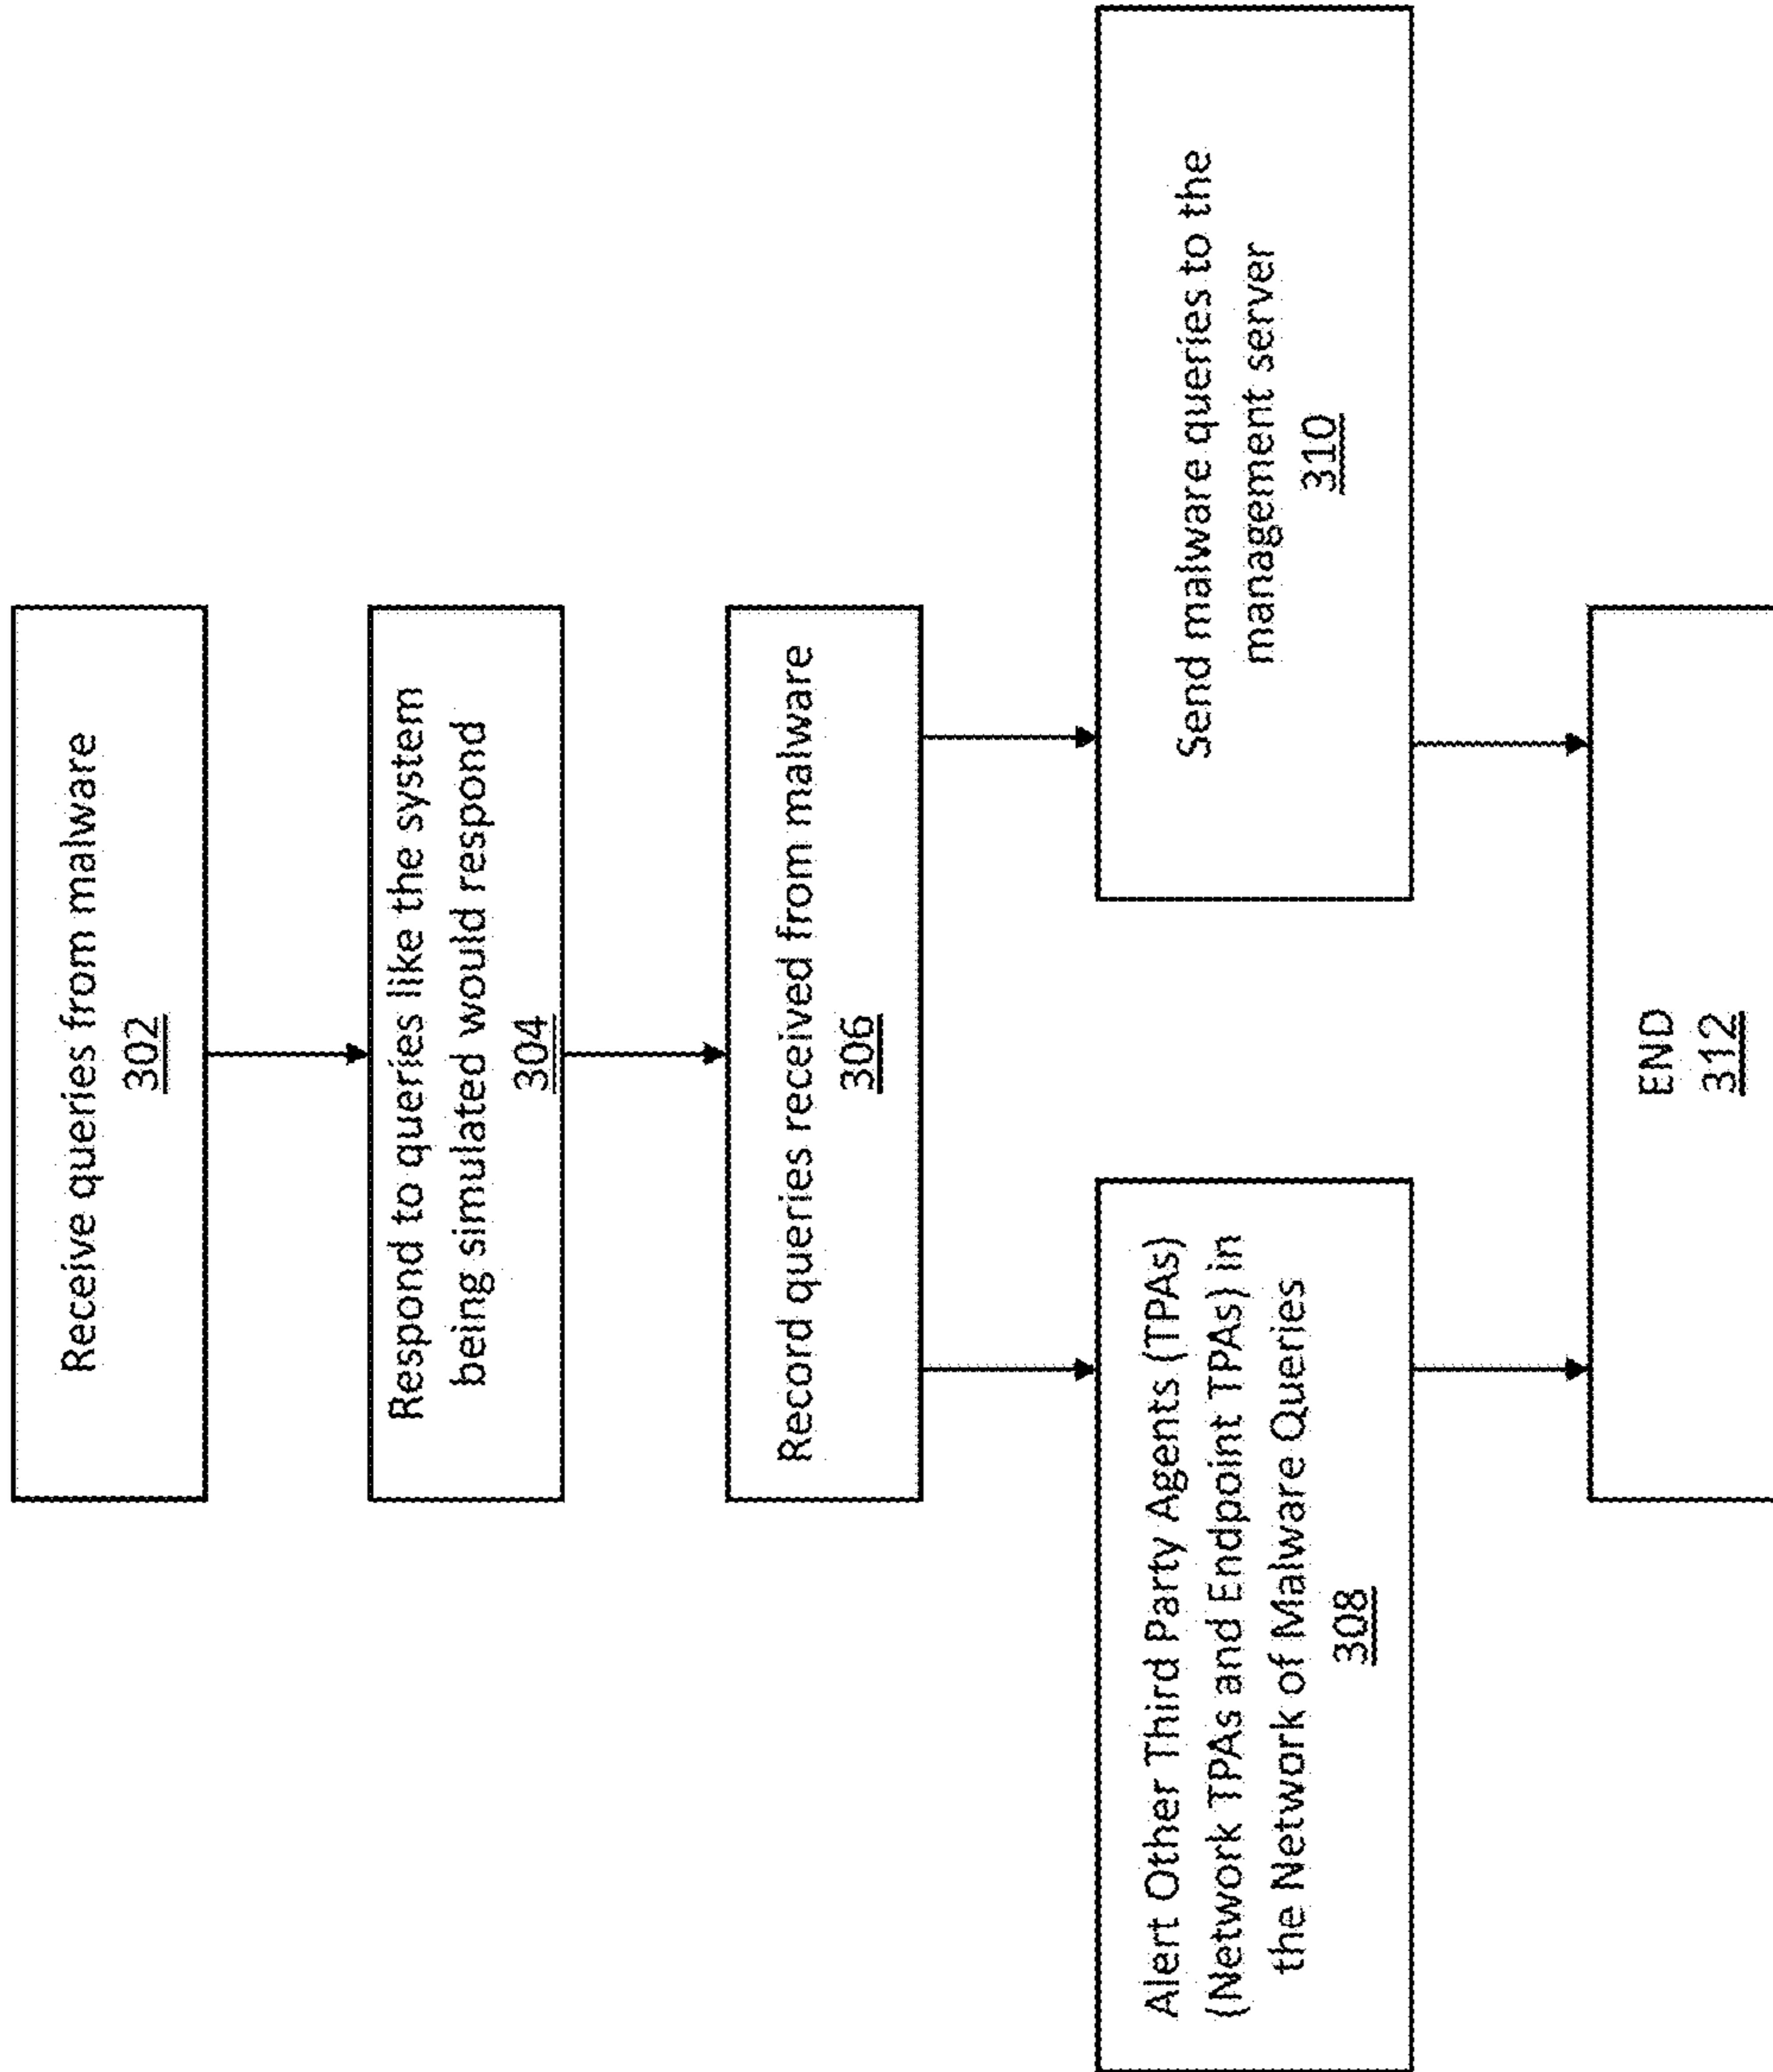 Receive queries from malware
302
Respond to queries like the system
being simulated would respond
304
Record queries received from malware
306
Alert Other Third Party Agents (TPAs)
(Network TPAs and Endpoint TPAs) in
the Network of Malware Queries
308
Send malware queries to the
management server
310
END
312